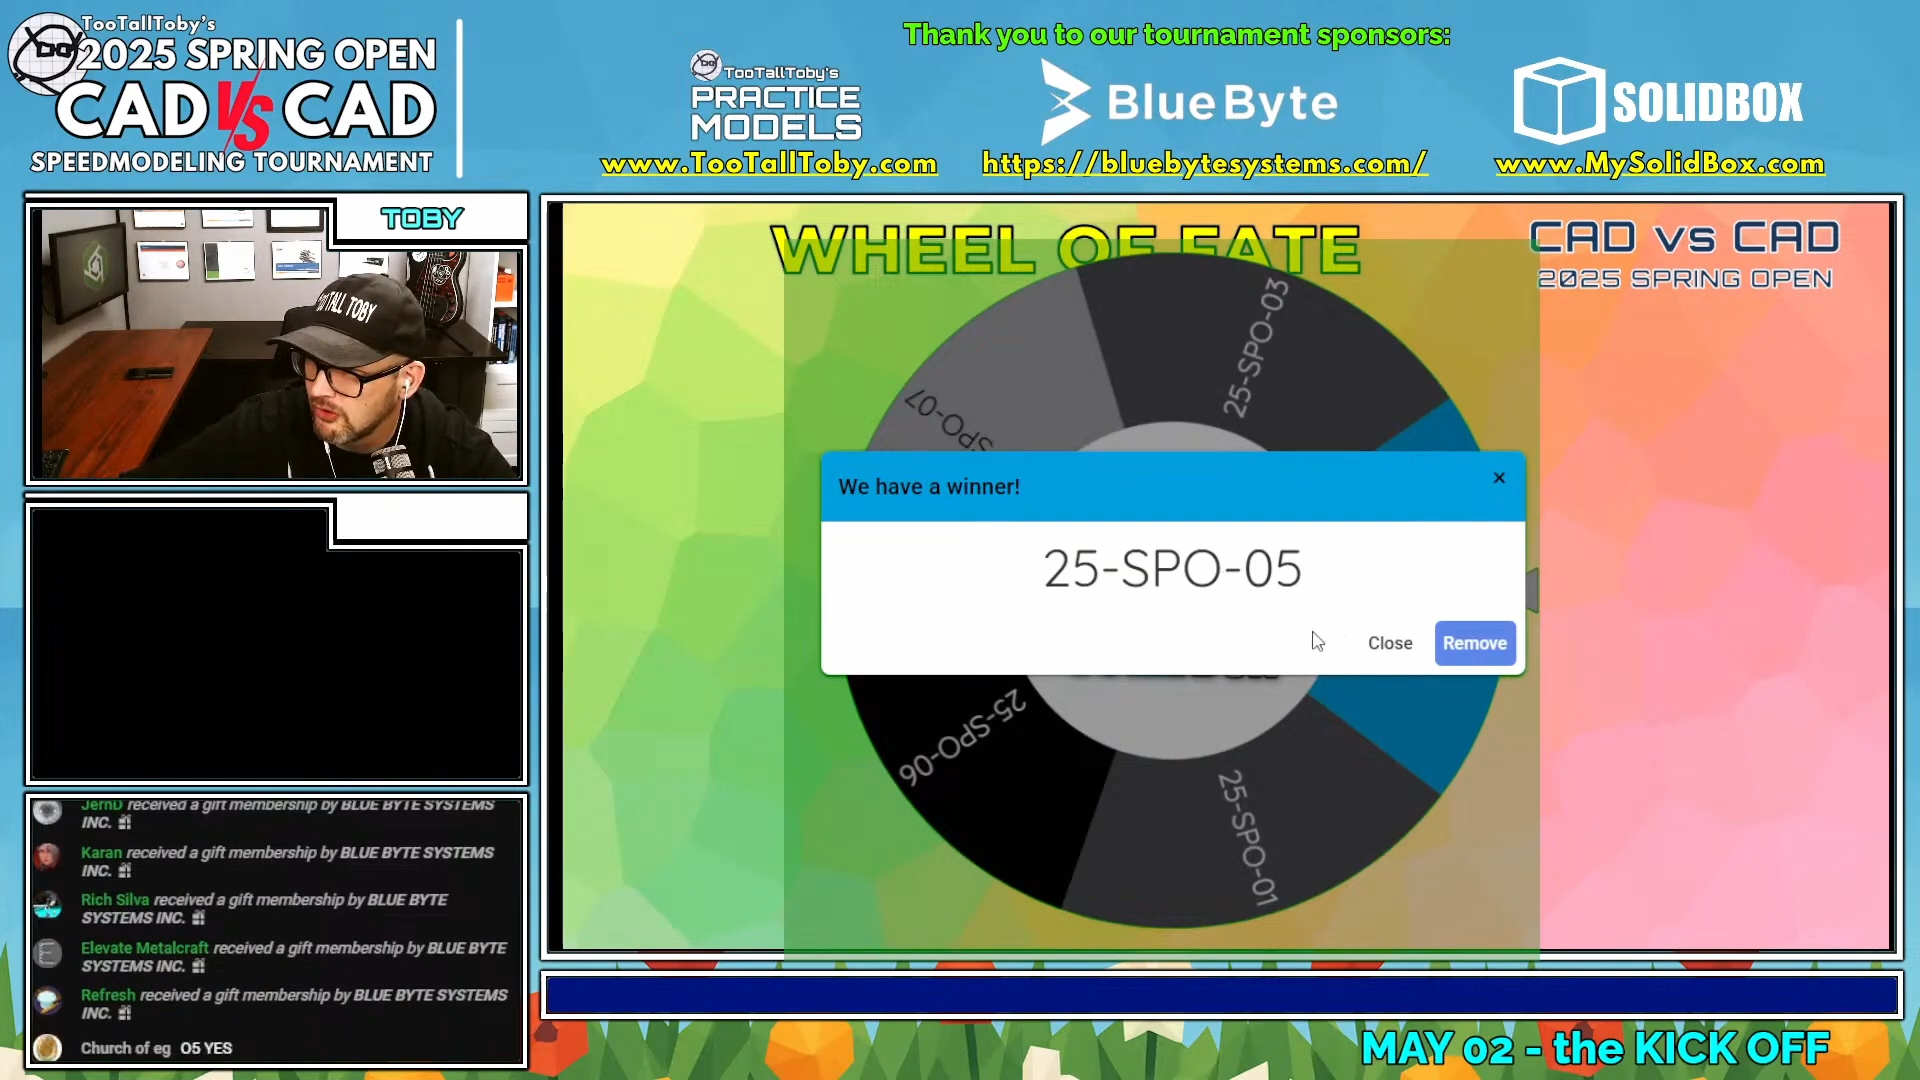 TooTallToby's
2025 SPRING OPEN
CAD VS CAD
SPEEDMODELING TOURNAMENT
Thank you to our tournament sponsors:
TooTallToby's
PRACTICE
MODELS
www.TooTallToby.com
BlueByte
https://bluebytesystems.com/
SOLIDBOX
www.MySolidBox.com
TOBY
TOO TALL TOBY
WHEEL OF FATE
CAD vs CAD
2025 SPRING OPEN
25-SPO-03
SPO-07
We have a winner!
×
25-SPO-05
Close
Remove
25-SPO-06
25-SPO-01
JernD received a gift membership by BLUE BYTE SYSTEMS
INC.
Karan received a gift membership by BLUE BYTE SYSTEMS
INC.
Rich Silva received a gift membership by BLUE BYTE
SYSTEMS INC.
Elevate Metalcraft received a gift membership by BLUE BYTE
SYSTEMS INC.
Refresh received a gift membership by BLUE BYTE SYSTEMS
INC.
Church of eg O5 YES
MAY 02 - the KICK OFF